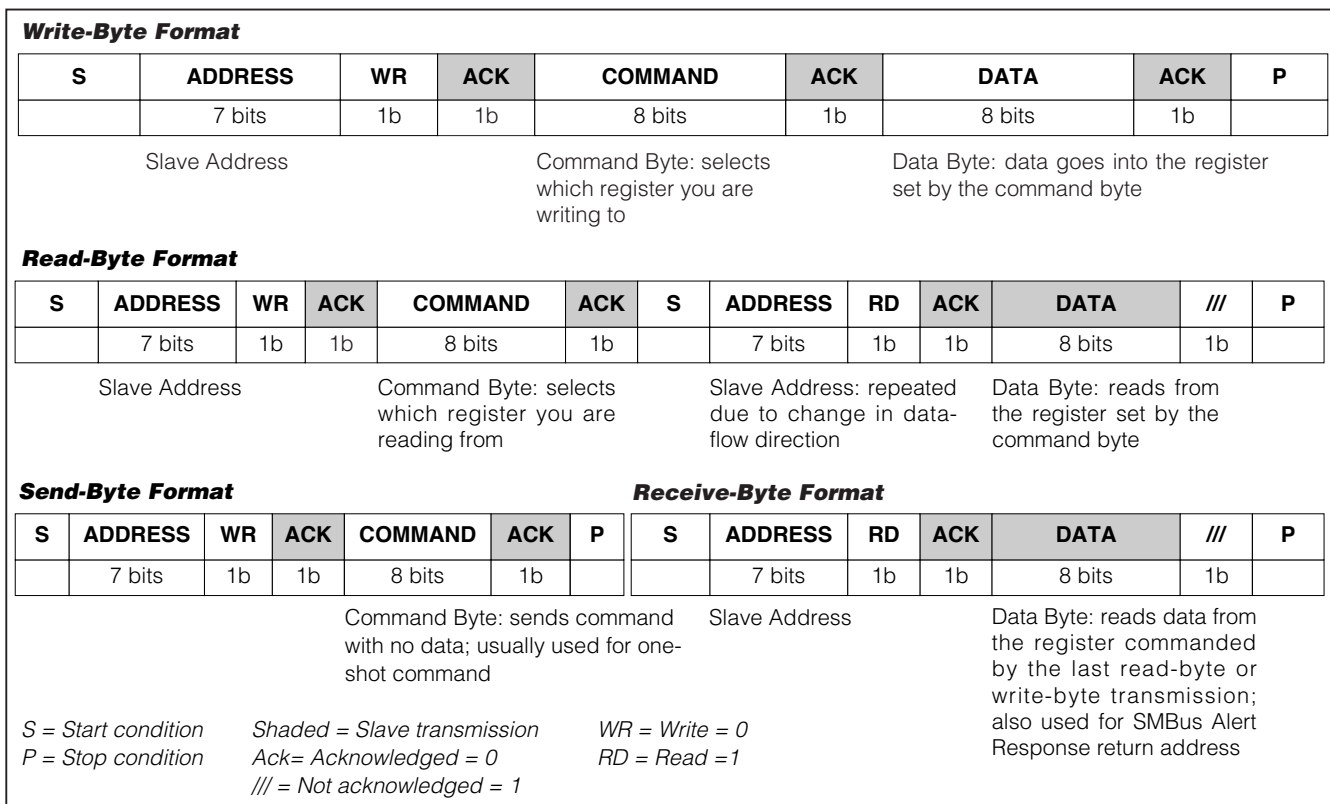 Write-Byte Format
S ADDRESS WR ACK COMMAND ACK DATA ACK P
7 bits 1b 1b 8 bits 1b 8 bits 1b
Slave Address
Command Byte: selects
which register you are
writing to
Data Byte: data goes into the register
set by the command byte
Read-Byte Format
S ADDRESS WR ACK COMMAND ACK S ADDRESS RD ACK DATA /// P
7 bits 1b 1b 8 bits 1b 7 bits 1b 1b 8 bits 1b
Slave Address
Command Byte: selects
which register you are
reading from
Slave Address: repeated
due to change in data-
flow direction
Data Byte: reads from
the register set by the
command byte
Send-Byte Format
S ADDRESS WR ACK COMMAND ACK P
7 bits 1b 1b 8 bits 1b
Command Byte: sends command
with no data; usually used for one-
shot command
Receive-Byte Format
S ADDRESS RD ACK DATA /// P
7 bits 1b 1b 8 bits 1b
Slave Address
Data Byte: reads data from
the register commanded
by the last read-byte or
write-byte transmission;
also used for SMBus Alert
Response return address
S = Start condition Shaded = Slave transmission WR = Write = 0
P = Stop condition Ack= Acknowledged = 0 RD = Read =1
/// = Not acknowledged = 1